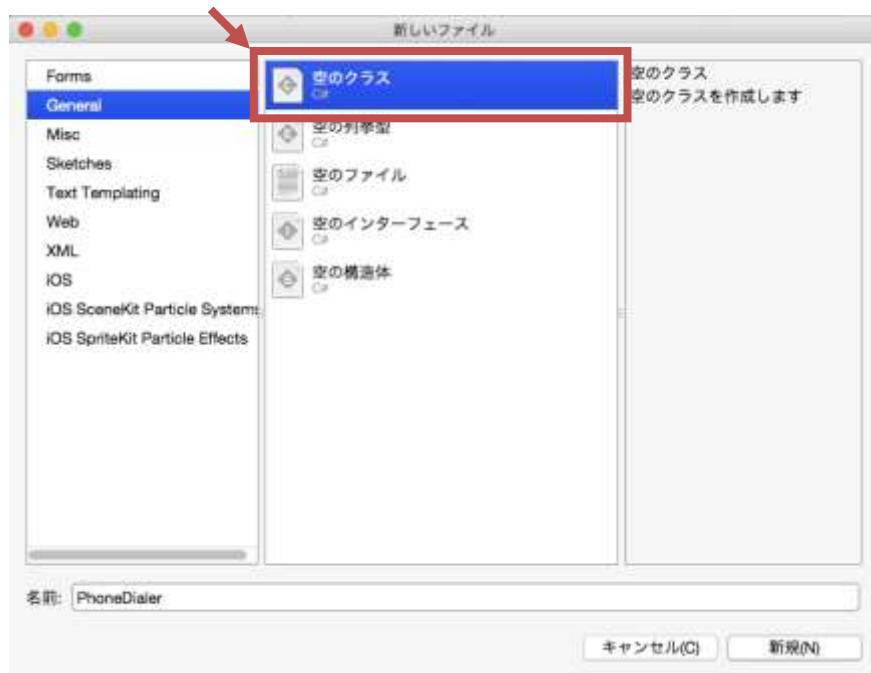 新しいファイル
Forms
General
Misc
Sketches
Text Templating
Web
XML
iOS
iOS SceneKit Particle Systems
iOS SpriteKit Particle Effects
空のクラス
C#
空の列挙型
C#
空のファイル
C#
空のインターフェース
C#
空の構造体
C#
空のクラス
空のクラスを作成します
名前: PhoneDialer
キャンセル(C) 新規(N)